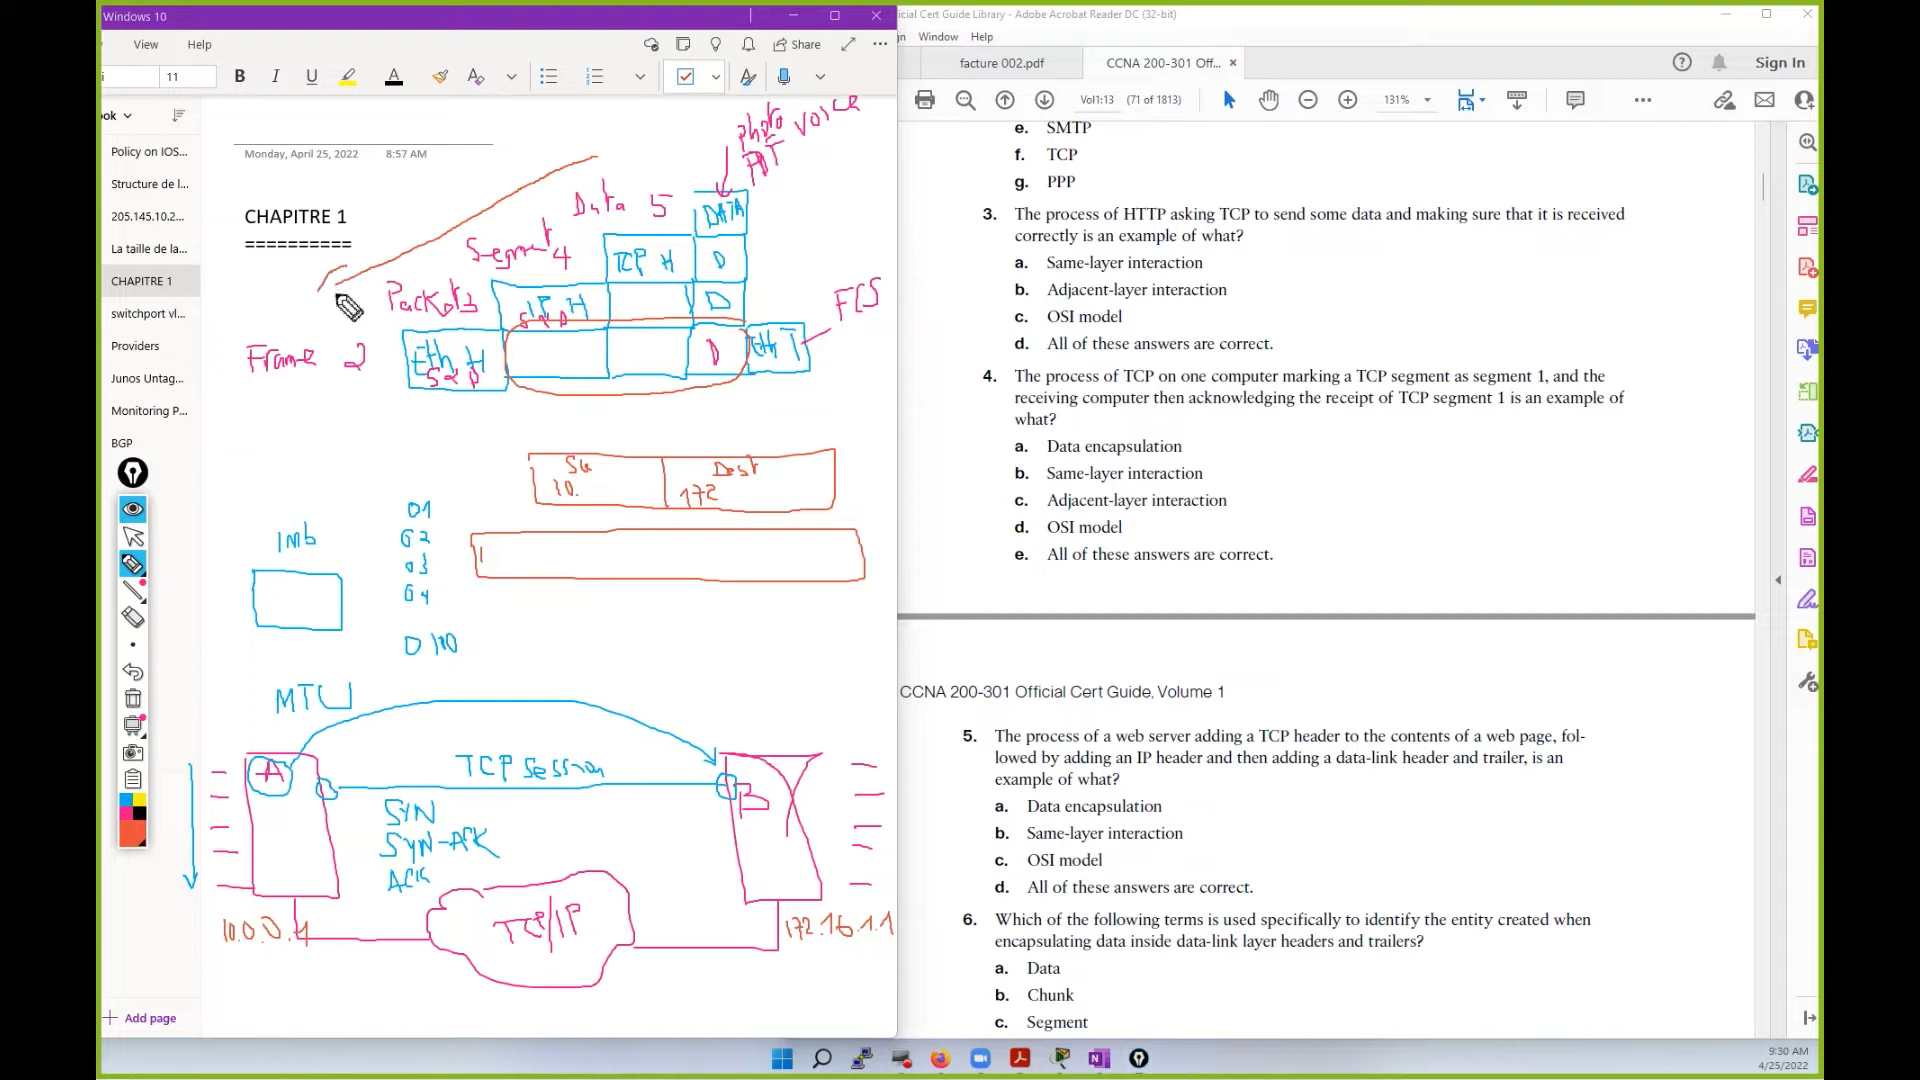 Windows 10
View Help
Share
11 B I U A
ook
Policy on IOS...
Structure de l...
205.145.10.2...
La taille de la...
CHAPITRE 1
switchport vl...
Providers
Junos Untag...
Monitoring P...
BGP
Add page
Monday, April 25, 2022 8:57 AM
CHAPITRE 1
==========
photo voice
Data 5 DATA
Segment 4 TCP H D
Packet 3 IP H D
S & D
FCS
Frame 2 Eth H D Eth T
S & D
Dest
10. 172
1mb
D 100
MTU
A TCP Session B
SYN
SYN-ACK
ACK
TCP/IP
10.0.0.1 172.16.1.1
icial Cert Guide Library - Adobe Acrobat Reader DC (32-bit)
Window Help
facture 002.pdf CCNA 200-301 Off... × Sign In
Vol1:13 (71 of 1813) 131%
e. SMTP
f. TCP
g. PPP
3. The process of HTTP asking TCP to send some data and making sure that it is received
correctly is an example of what?
a. Same-layer interaction
b. Adjacent-layer interaction
c. OSI model
d. All of these answers are correct.
4. The process of TCP on one computer marking a TCP segment as segment 1, and the
receiving computer then acknowledging the receipt of TCP segment 1 is an example of
what?
a. Data encapsulation
b. Same-layer interaction
c. Adjacent-layer interaction
d. OSI model
e. All of these answers are correct.
CCNA 200-301 Official Cert Guide, Volume 1
5. The process of a web server adding a TCP header to the contents of a web page, fol-
lowed by adding an IP header and then adding a data-link header and trailer, is an
example of what?
a. Data encapsulation
b. Same-layer interaction
c. OSI model
d. All of these answers are correct.
6. Which of the following terms is used specifically to identify the entity created when
encapsulating data inside data-link layer headers and trailers?
a. Data
b. Chunk
c. Segment
9:30 AM
4/25/2022